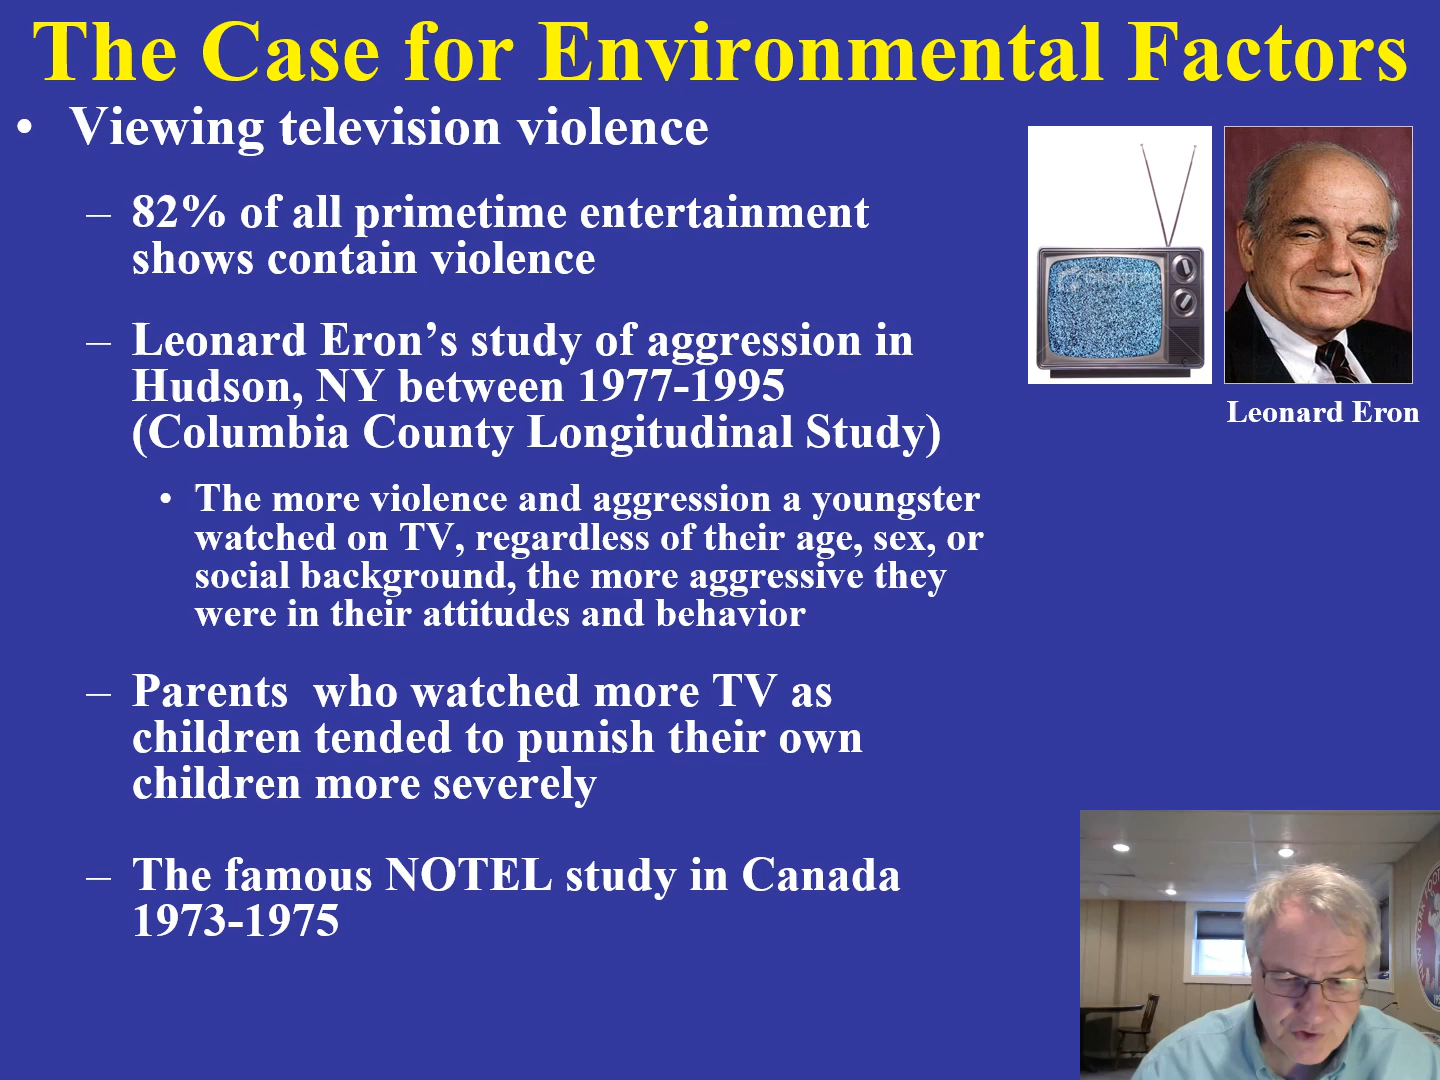 The Case for Environmental Factors
• Viewing television violence
– 82% of all primetime entertainment
shows contain violence
– Leonard Eron’s study of aggression in
Hudson, NY between 1977-1995
(Columbia County Longitudinal Study)
• The more violence and aggression a youngster
watched on TV, regardless of their age, sex, or
social background, the more aggressive they
were in their attitudes and behavior
– Parents  who watched more TV as
children tended to punish their own
children more severely
– The famous NOTEL study in Canada
1973-1975
Leonard Eron
YORK FOOT